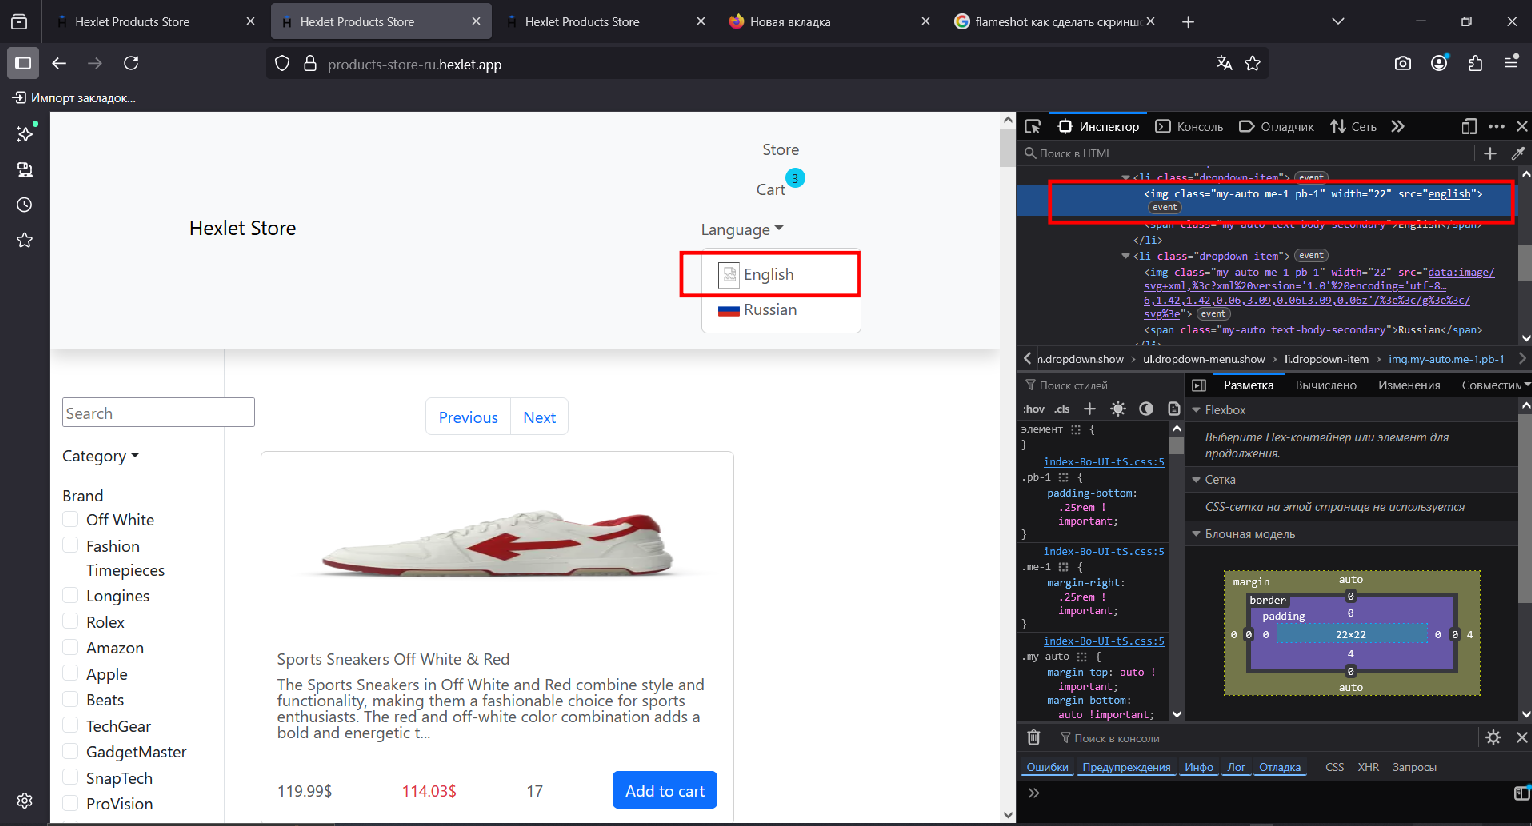 Hexlet Products Store
Hexlet Products Store
Hexlet Products Store
Новая вкладка
flameshot как сделать скриншо
products-store-ru.hexlet.app
Импорт закладок...
Store
Cart 3
Hexlet Store
Language
English
Russian
Search
Previous
Next
Category
Brand
Off White
Fashion
Timepieces
Longines
Rolex
Amazon
Apple
Beats
TechGear
GadgetMaster
SnapTech
ProVision
Sports Sneakers Off White & Red
The Sports Sneakers in Off White and Red combine style and
functionality, making them a fashionable choice for sports
enthusiasts. The red and off-white color combination adds a
bold and energetic t...
119.99$
114.03$
17
Add to cart
Инспектор
Консоль
Отладчик
Сеть
Поиск в HTML
<li class="dropdown-item"> event
<img class="my-auto me-1 pb-1" width="22" src="english">
event
<span class="my-auto text-body-secondary">English</span>
</li>
<li class="dropdown-item"> event
<img class="my-auto me-1 pb-1" width="22" src="data:image/
svg+xml,%3c?xml%20version='1.0'%20encoding='utf-8…
6,1.42,1.42,0.06,3.09,0.06L3.09,0.06z'/%3e%3c/g%3e%3c/
svg%3e"> event
<span class="my-auto text-body-secondary">Russian</span>
</li>
m.dropdown.show > ul.dropdown-menu.show > li.dropdown-item > img.my-auto.me-1.pb-1
Поиск стилей
:hov .cls
элемент {
}
index-Bo-UI-tS.css:5
.pb-1 {
padding-bottom:
.25rem !
important;
}
index-Bo-UI-tS.css:5
.me-1 {
margin-right:
.25rem !
important;
}
index-Bo-UI-tS.css:5
.my-auto {
margin-top: auto !
important;
margin-bottom:
auto !important;
Разметка
Вычислено
Изменения
Совместим
Flexbox
Выберите Flex-контейнер или элемент для
продолжения.
Сетка
CSS-сетка на этой странице не используется
Блочная модель
margin
auto
border
0
padding
0
0 0 0 22×22 0 0 4
4
0
auto
Поиск в консоли
Ошибки
Предупреждения
Инфо
Лог
Отладка
CSS
XHR
Запросы